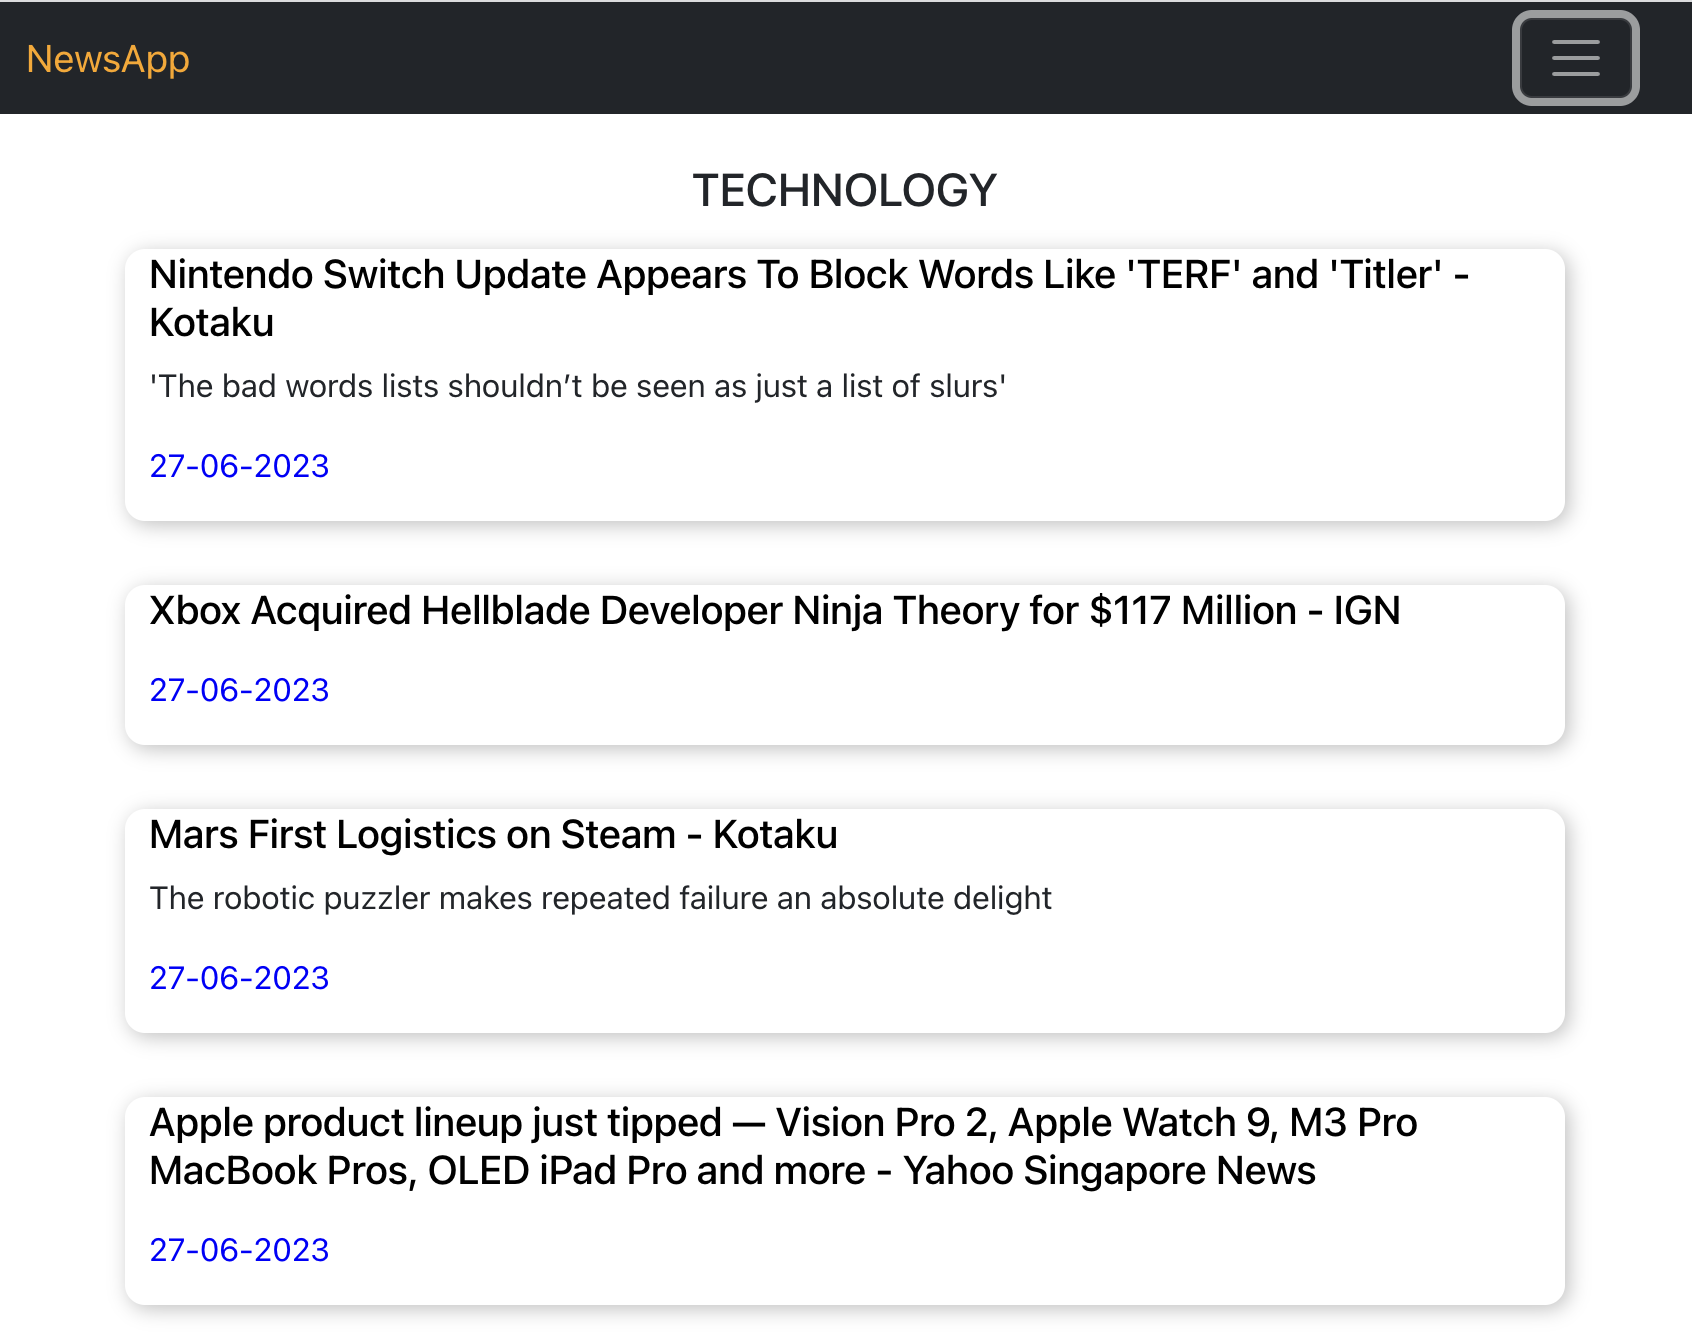 NewsApp
TECHNOLOGY
Nintendo Switch Update Appears To Block Words Like 'TERF' and 'Titler' -
Kotaku
'The bad words lists shouldn’t be seen as just a list of slurs'
27-06-2023
Xbox Acquired Hellblade Developer Ninja Theory for $117 Million - IGN
27-06-2023
Mars First Logistics on Steam - Kotaku
The robotic puzzler makes repeated failure an absolute delight
27-06-2023
Apple product lineup just tipped — Vision Pro 2, Apple Watch 9, M3 Pro
MacBook Pros, OLED iPad Pro and more - Yahoo Singapore News
27-06-2023